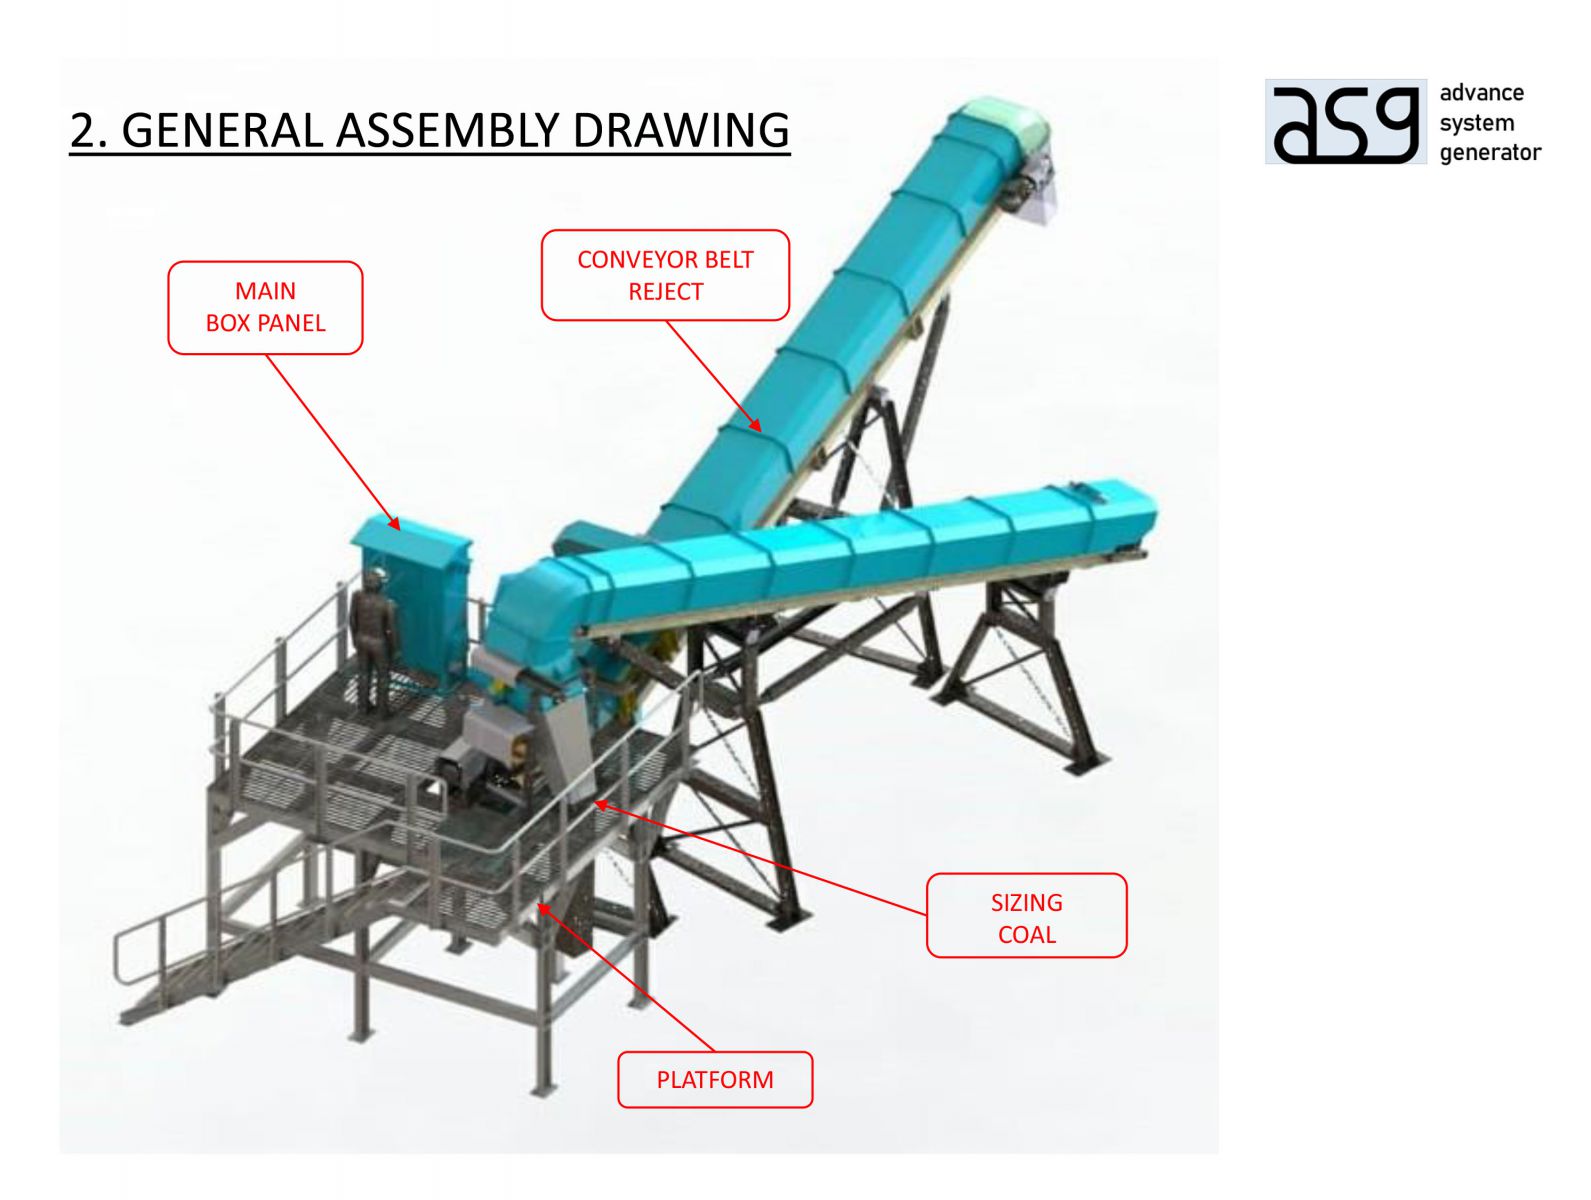 2. GENERAL ASSEMBLY DRAWING
asg
advance
system
generator
CONVEYOR BELT
REJECT
MAIN
BOX PANEL
SIZING
COAL
PLATFORM